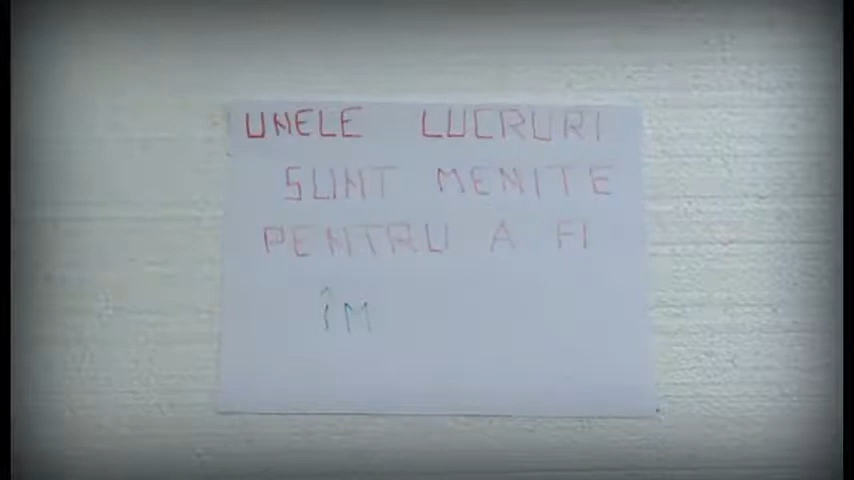 UNELE LUCRURI
SUNT MENITE
PENTRU A FI
ÎM